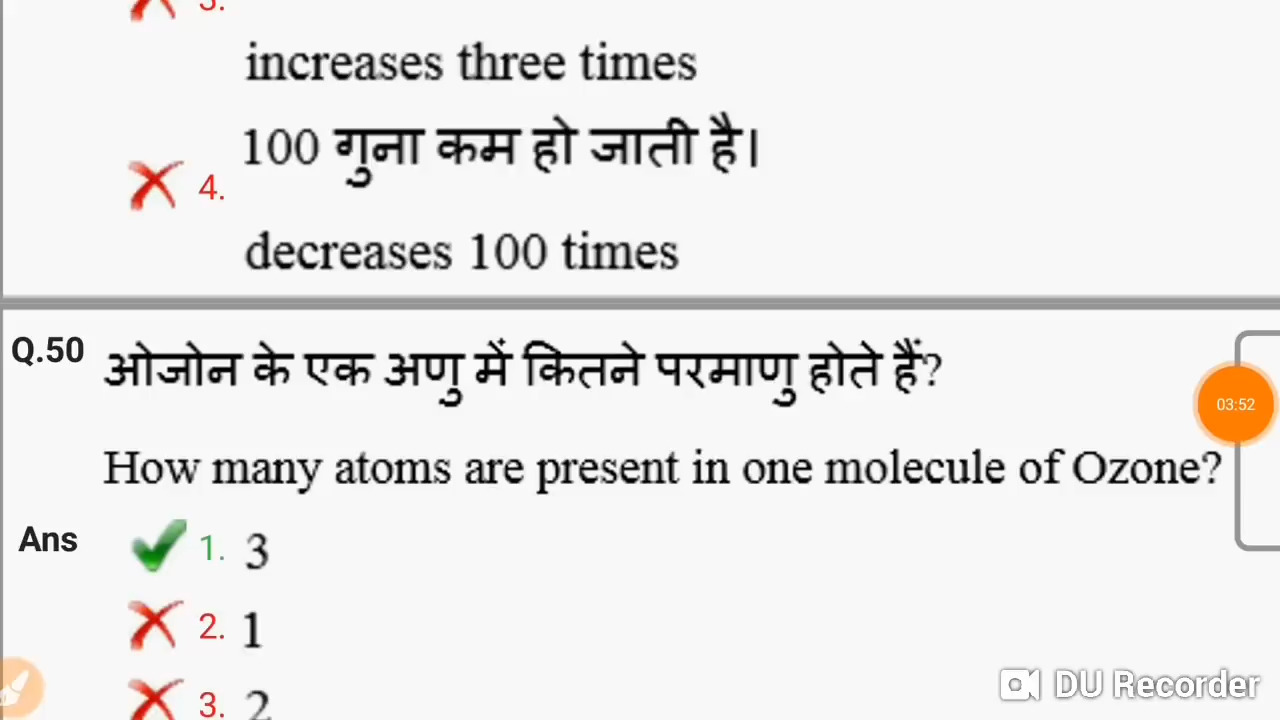 3.
increases three times
100 गुना कम हो जाती है।
4.
decreases 100 times
Q.50 ओजोन के एक अणु में कितने परमाणु होते हैं?
03:52
How many atoms are present in one molecule of Ozone?
Ans 1. 3
2. 1
3. 2
DU Recorder